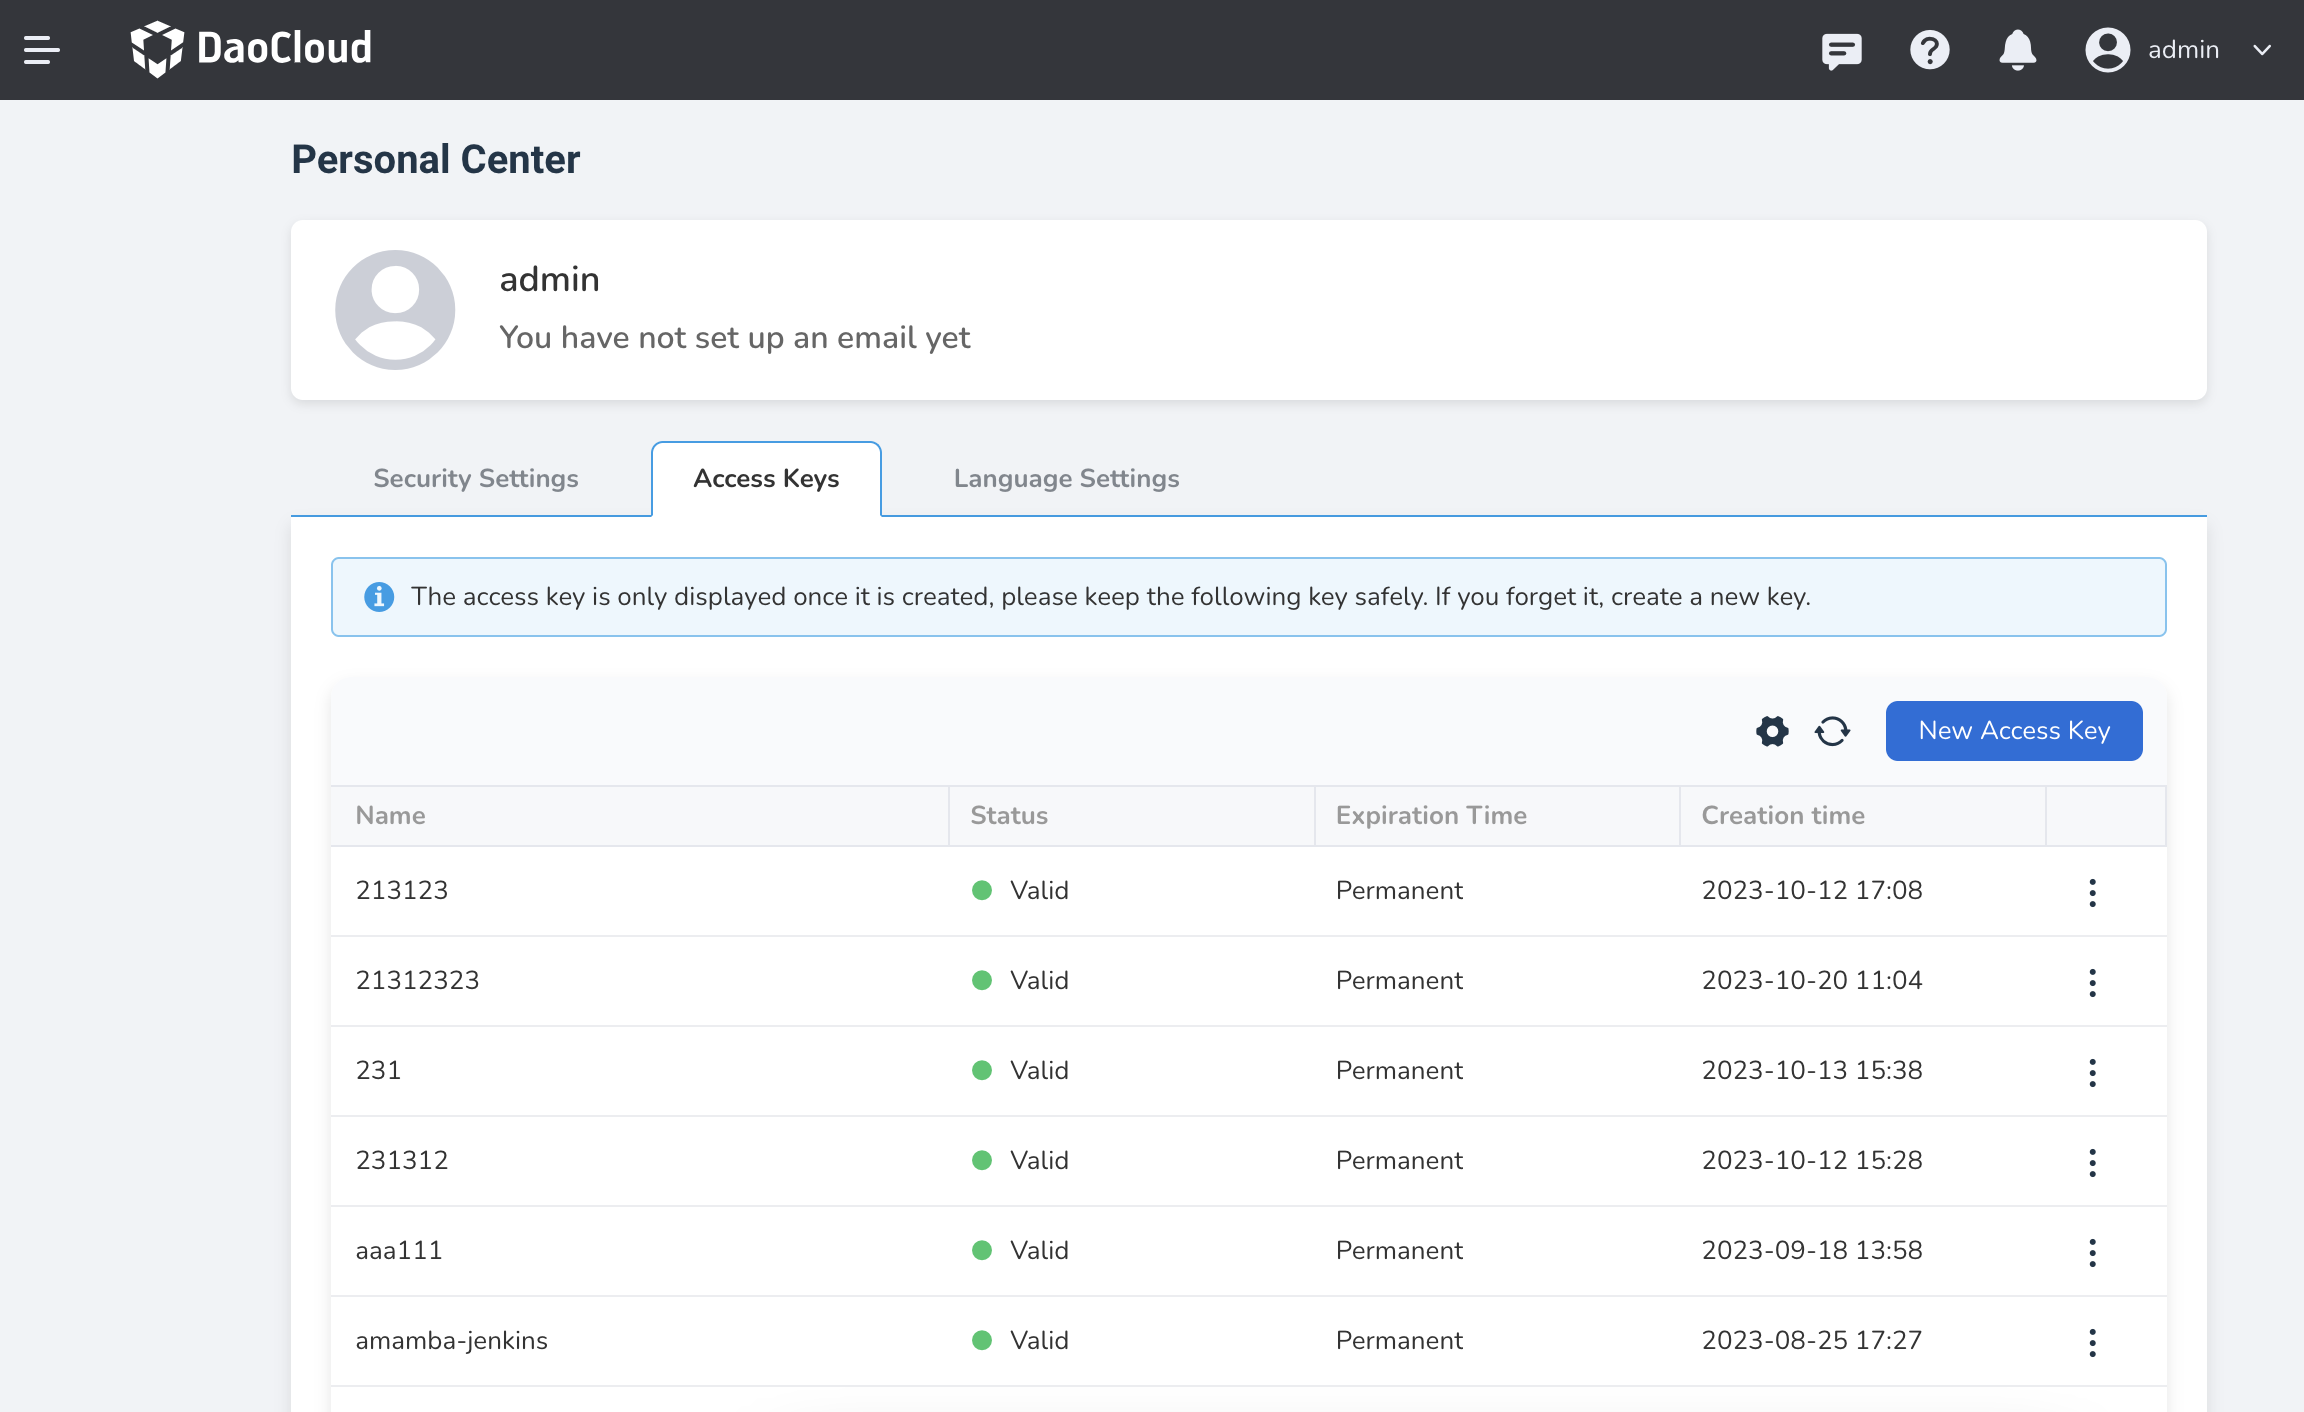 DaoCloud
admin
Personal Center
admin
You have not set up an email yet
Security Settings Access Keys Language Settings
The access key is only displayed once it is created, please keep the following key safely. If you forget it, create a new key.
New Access Key
Name Status Expiration Time Creation time
213123 Valid Permanent 2023-10-12 17:08
21312323 Valid Permanent 2023-10-20 11:04
231 Valid Permanent 2023-10-13 15:38
231312 Valid Permanent 2023-10-12 15:28
aaa111 Valid Permanent 2023-09-18 13:58
amamba-jenkins Valid Permanent 2023-08-25 17:27